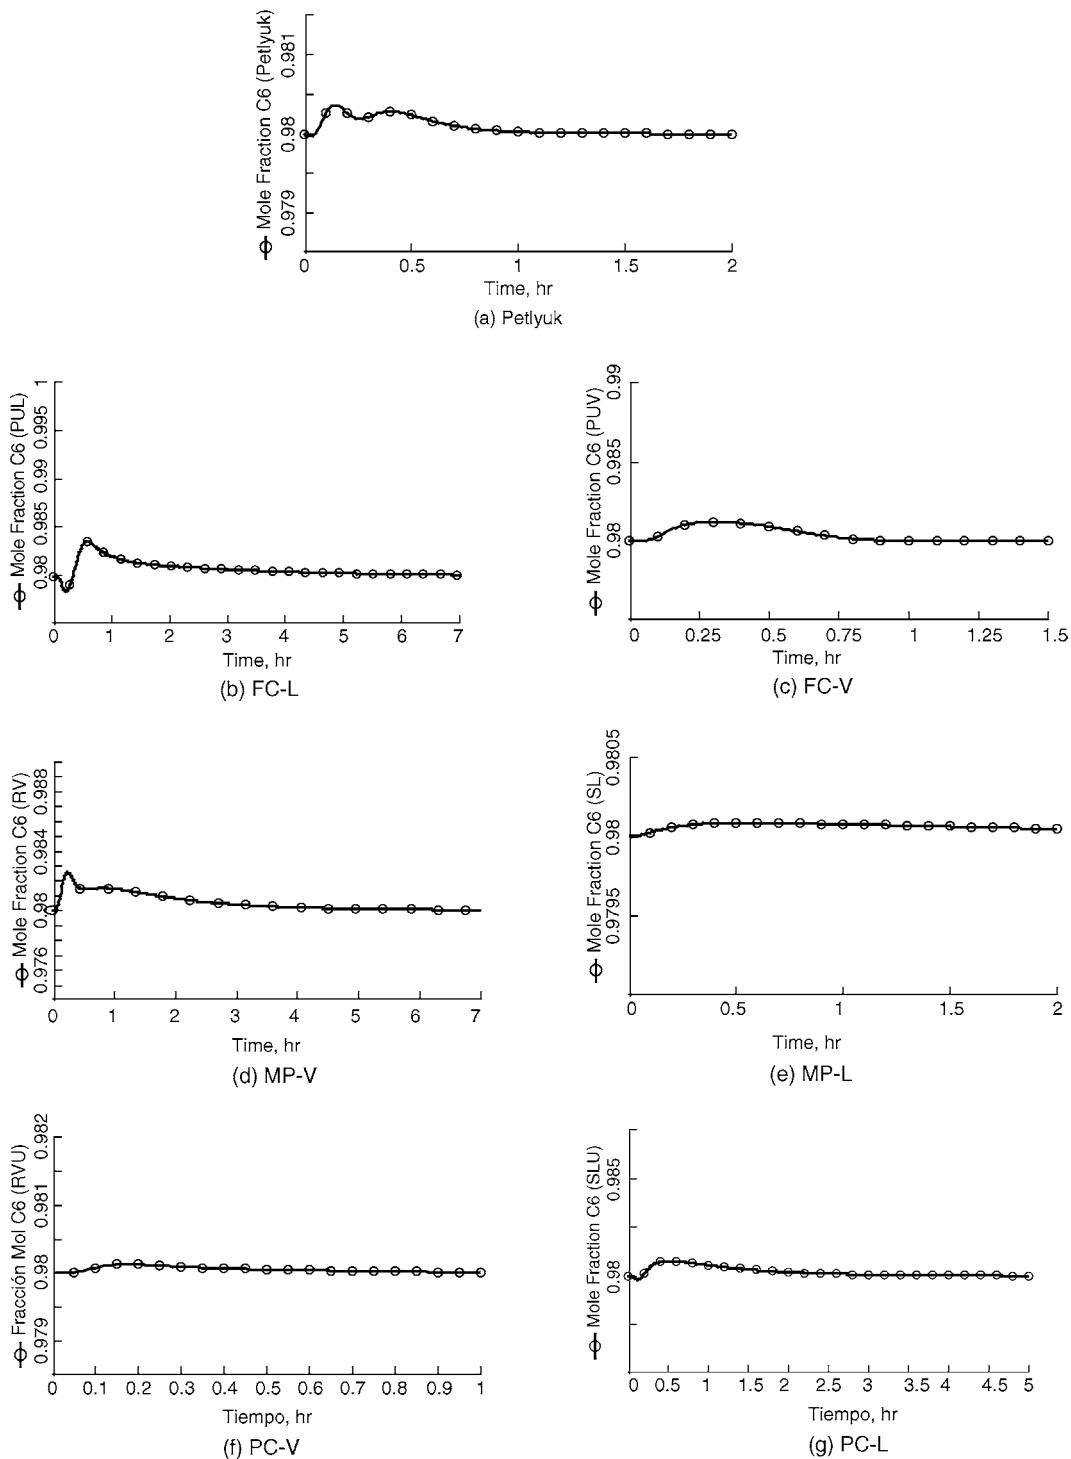 Mole Fraction C6 (Petlyuk)
0.981
0.98
0.979
0 0.5 1 1.5 2
Time, hr
(a) Petlyuk
Mole Fraction C6 (PUL)
1
0.995
0.99
0.985
0.98
0 1 2 3 4 5 6 7
Time, hr
(b) FC-L
Mole Fraction C6 (PUV)
0.99
0.985
0.98
0 0.25 0.5 0.75 1 1.25 1.5
Time, hr
(c) FC-V
Mole Fraction C6 (RV)
0.988
0.984
0.98
0.976
0 1 2 3 4 5 6 7
Time, hr
(d) MP-V
Mole Fraction C6 (SL)
0.9805
0.98
0.9795
0 0.5 1 1.5 2
Time, hr
(e) MP-L
Fracción Mol C6 (RVU)
0.982
0.981
0.98
0.979
0 0.1 0.2 0.3 0.4 0.5 0.6 0.7 0.8 0.9 1
Tiempo, hr
(f) PC-V
Mole Fraction C6 (SLU)
0.985
0.98
0 0.5 1 1.5 2 2.5 3 3.5 4 4.5 5
Tiempo, hr
(g) PC-L